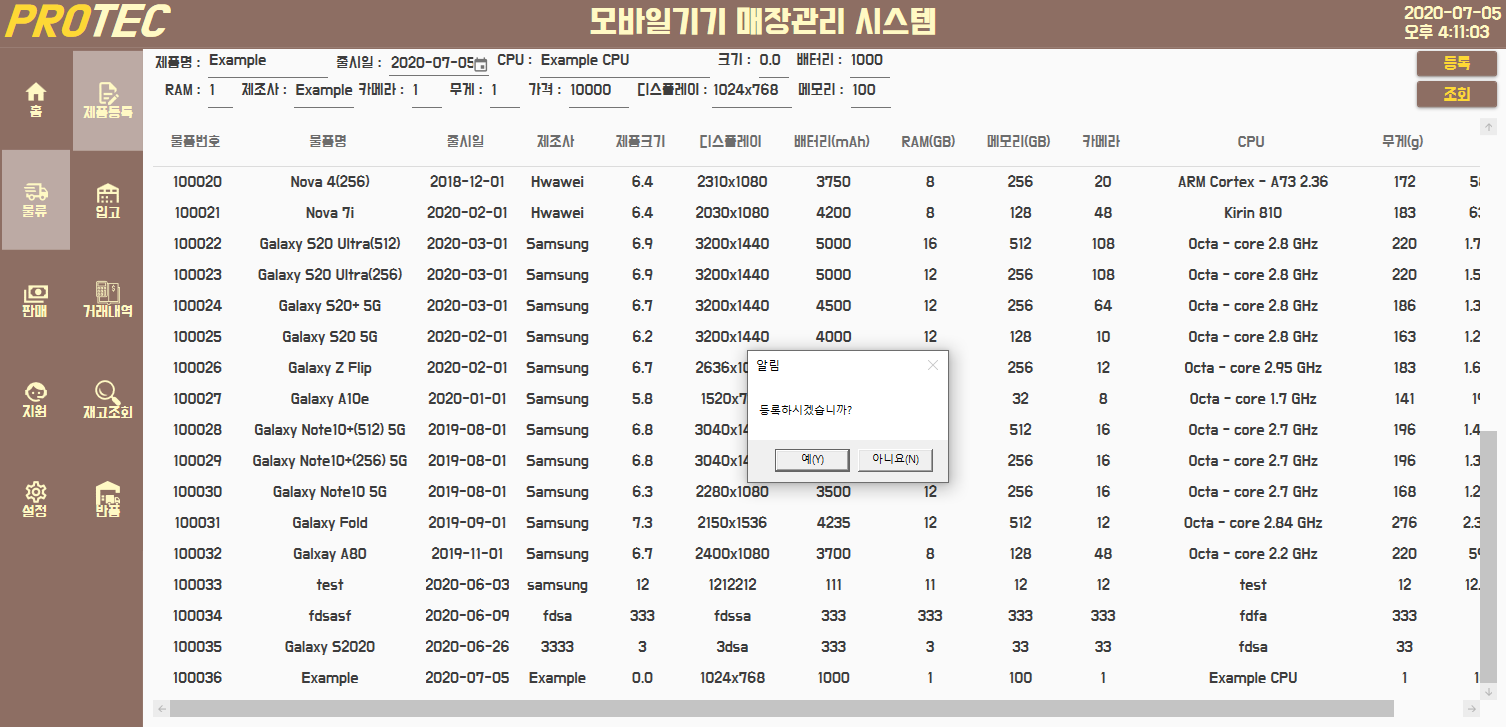 PROTEC 모바일기기 매장관리 시스템 2020-07-05
오후 4:11:03
제품명 : Example 출시일 : 2020-07-05 CPU : Example CPU 크기 : 0.0 배터리 : 1000 등록
RAM : 1 제조사 : Example 카메라 : 1 무게 : 1 가격 : 10000 디스플레이 : 1024x768 메모리 : 100 조회
홈 제품등록
물류 입고
판매 거래내역
지원 재고조회
설정 반품
물품번호 물품명 출시일 제조사 제품크기 디스플레이 배터리(mAh) RAM(GB) 메모리(GB) 카메라 CPU 무게(g)
100020 Nova 4(256) 2018-12-01 Hwawei 6.4 2310x1080 3750 8 256 20 ARM Cortex - A73 2.36 172
100021 Nova 7i 2020-02-01 Hwawei 6.4 2030x1080 4200 8 128 48 Kirin 810 183
100022 Galaxy S20 Ultra(512) 2020-03-01 Samsung 6.9 3200x1440 5000 16 512 108 Octa - core 2.8 GHz 220 1.7
100023 Galaxy S20 Ultra(256) 2020-03-01 Samsung 6.9 3200x1440 5000 12 256 108 Octa - core 2.8 GHz 220 1.5
100024 Galaxy S20+ 5G 2020-03-01 Samsung 6.7 3200x1440 4500 12 256 64 Octa - core 2.8 GHz 186 1.3
100025 Galaxy S20 5G 2020-02-01 Samsung 6.2 3200x1440 4000 12 128 10 Octa - core 2.8 GHz 163 1.2
100026 Galaxy Z Flip 2020-02-01 Samsung 6.7 2636x10 256 12 Octa - core 2.95 GHz 183 1.6
100027 Galaxy A10e 2020-01-01 Samsung 5.8 1520x7 32 8 Octa - core 1.7 GHz 141
100028 Galaxy Note10+(512) 5G 2019-08-01 Samsung 6.8 3040x14 512 16 Octa - core 2.7 GHz 196 1.4
100029 Galaxy Note10+(256) 5G 2019-08-01 Samsung 6.8 3040x14 256 16 Octa - core 2.7 GHz 196 1.3
100030 Galaxy Note10 5G 2019-08-01 Samsung 6.3 2280x1080 3500 12 256 16 Octa - core 2.7 GHz 168 1.2
100031 Galaxy Fold 2019-09-01 Samsung 7.3 2150x1536 4235 12 512 12 Octa - core 2.84 GHz 276 2.3
100032 Galxay A80 2019-11-01 Samsung 6.7 2400x1080 3700 8 128 48 Octa - core 2.2 GHz 220
100033 test 2020-06-03 samsung 12 1212212 111 11 12 12 test 12 12.
100034 fdsasf 2020-06-09 fdsa 333 fdssa 333 333 333 333 fdfa 333
100035 Galaxy S2020 2020-06-26 3333 3 3dsa 333 3 33 33 fdsa 33
100036 Example 2020-07-05 Example 0.0 1024x768 1000 1 100 1 Example CPU 1 1
알림
등록하시겠습니까?
예(Y) 아니요(N)